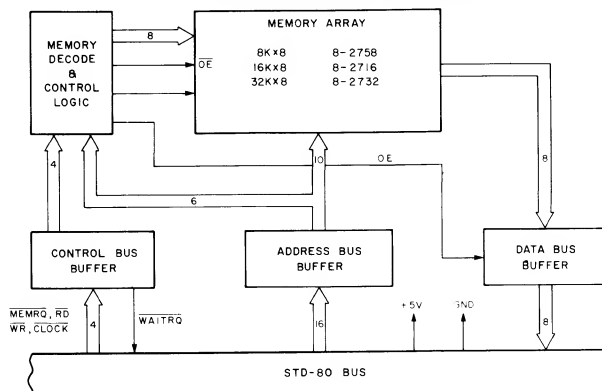 MEMORY
DECODE
&
CONTROL
LOGIC
8
OE
MEMORY ARRAY
8K×8 8-2758
16K×8 8-2716
32K×8 8-2732
4
10
OE
8
6
CONTROL BUS
BUFFER
ADDRESS BUS
BUFFER
DATA BUS
BUFFER
MEMRQ, RD
WR, CLOCK
4
WAITRQ
16
+5V
GND
8
STD-80 BUS